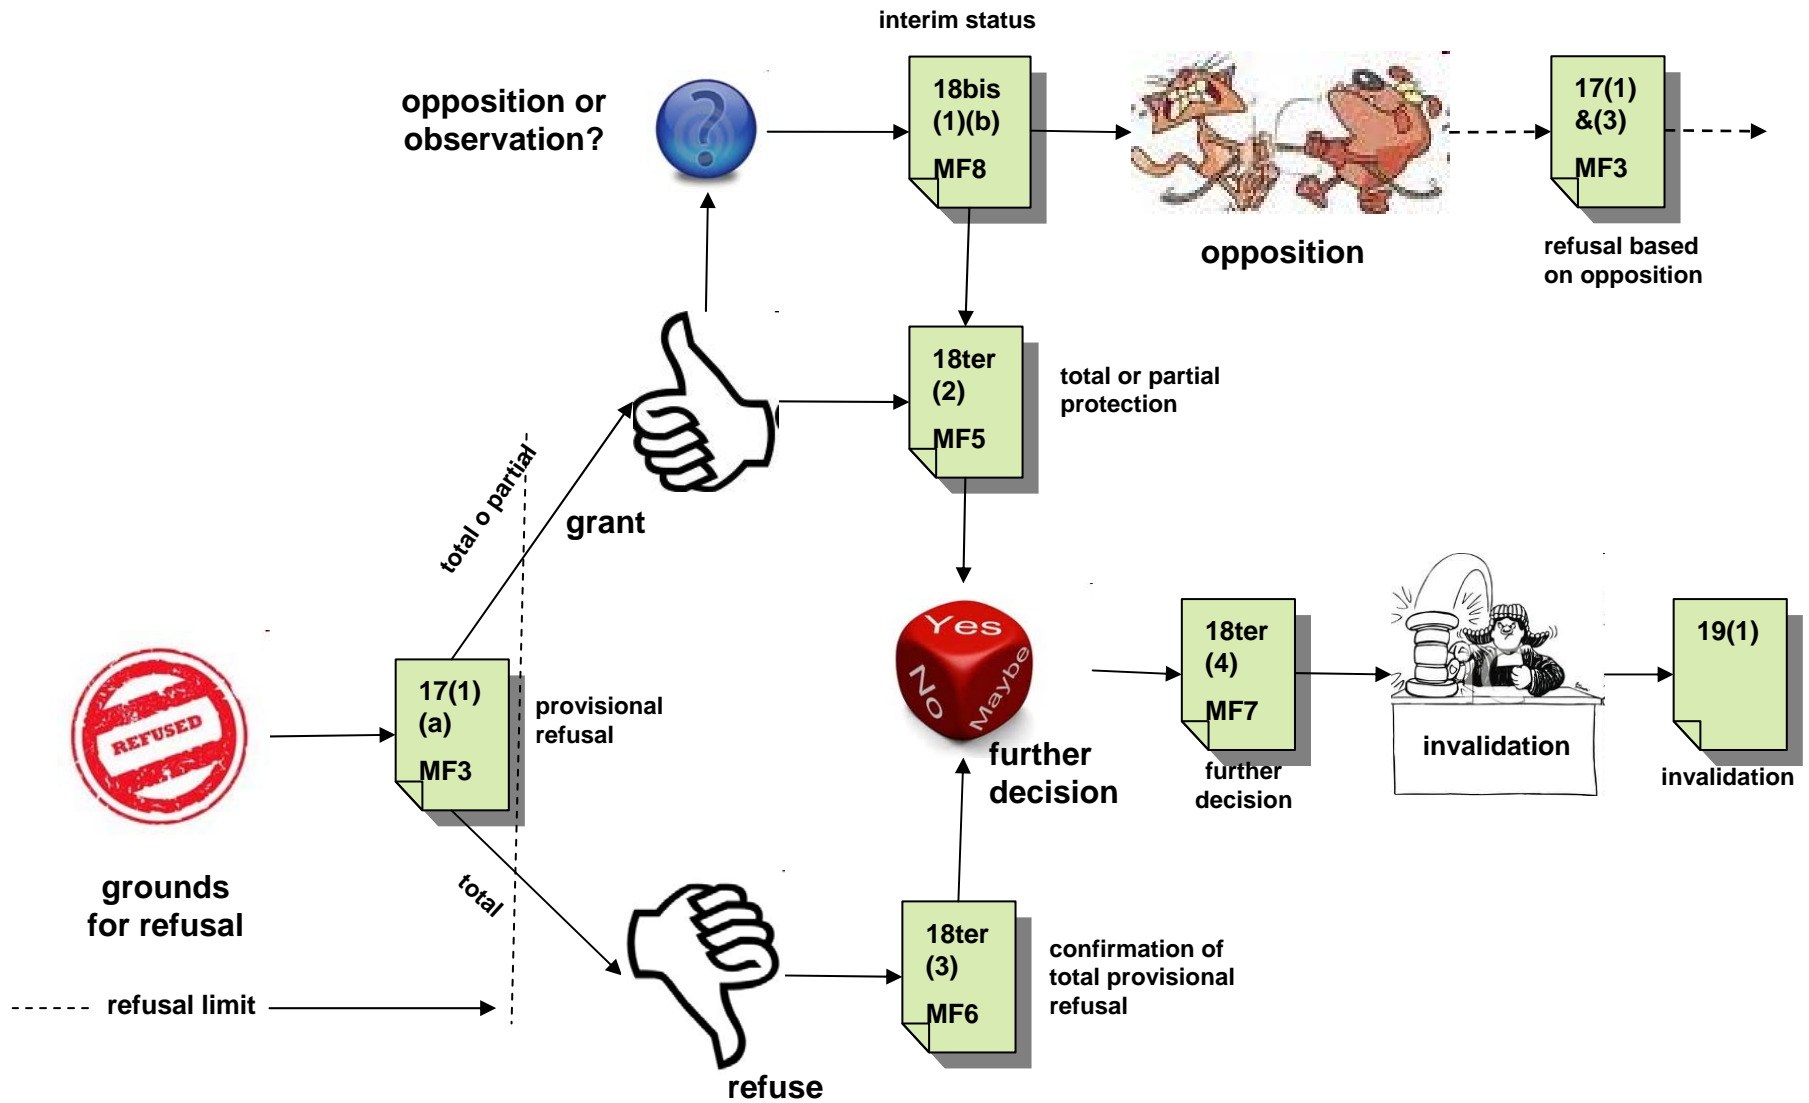 interim status
opposition or
observation?
18bis
(1)(b)
MF8
17(1)
&(3)
MF3
opposition
refusal based
on opposition
18ter
(2)
MF5
total or partial
protection
total o partial
grant
REFUSED
17(1)
(a)
MF3
provisional
refusal
Yes
No
Maybe
further
decision
18ter
(4)
MF7
further
decision
invalidation
19(1)
invalidation
grounds
for refusal
total
refusal limit
18ter
(3)
MF6
confirmation of
total provisional
refusal
refuse